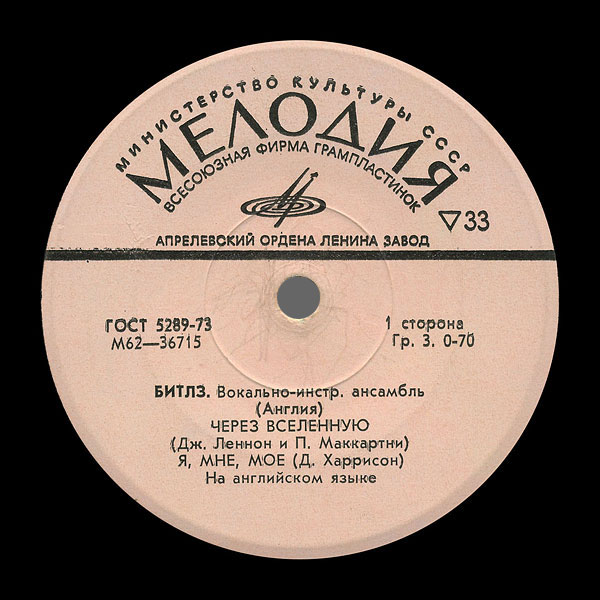 МИНИСТЕРСТВО КУЛЬТУРЫ СССР
МЕЛОДИЯ
ВСЕСОЮЗНАЯ ФИРМА ГРАМПЛАСТИНОК
▽33
АПРЕЛЕВСКИЙ ОРДЕНА ЛЕНИНА ЗАВОД
ГОСТ 5289-73
М62—36715
1 сторона
Гр. 3. 0-70
БИТЛЗ. Вокально-инстр. ансамбль
(Англия)
ЧЕРЕЗ ВСЕЛЕННУЮ
(Дж. Леннон и П. Маккартни)
Я, МНЕ, МОЕ (Д. Харрисон)
На английском языке